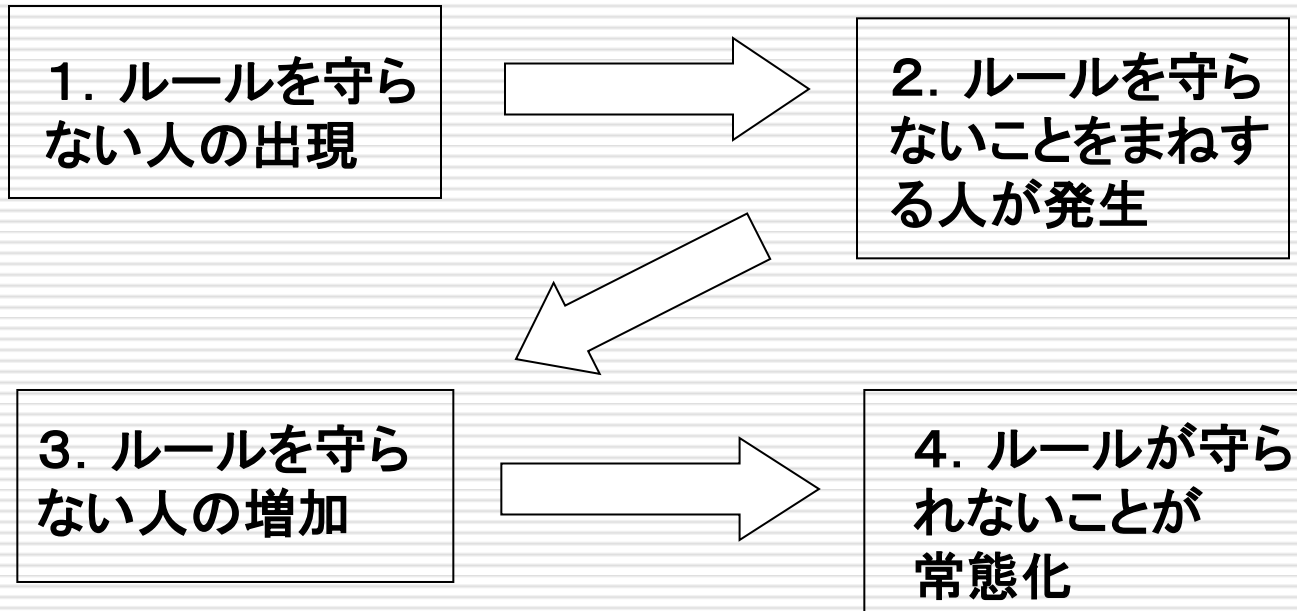 １．ルールを守ら
ない人の出現
２．ルールを守ら
ないことをまねす
る人が発生
３．ルールを守ら
ない人の増加
４．ルールが守ら
れないことが
常態化